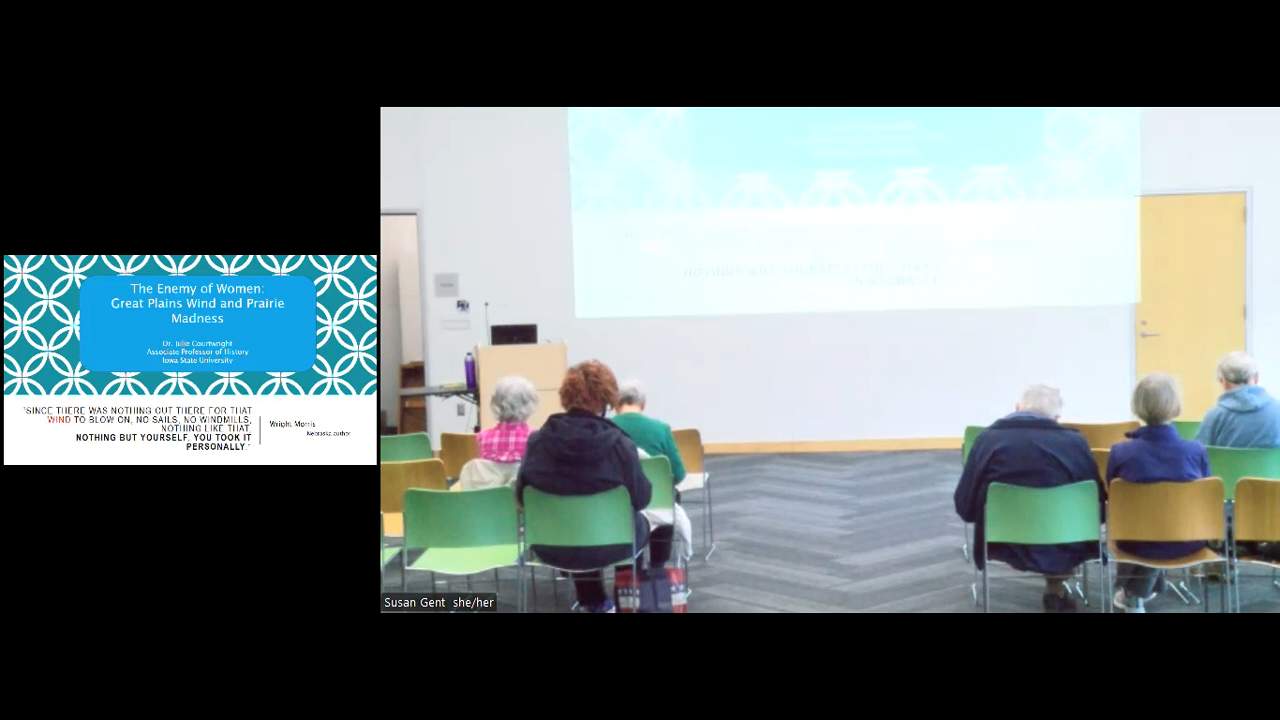 The Enemy of Women:
Great Plains Wind and Prairie
Madness
Dr. Julie Courtwright
Associate Professor of History
Iowa State University
"SINCE THERE WAS NOTHING OUT THERE FOR THAT
WIND TO BLOW ON, NO SAILS, NO WINDMILLS,
NOTHING LIKE THAT,
NOTHING BUT YOURSELF, YOU TOOK IT
PERSONALLY."
Wright Morris
Nebraska author
Susan Gent she/her